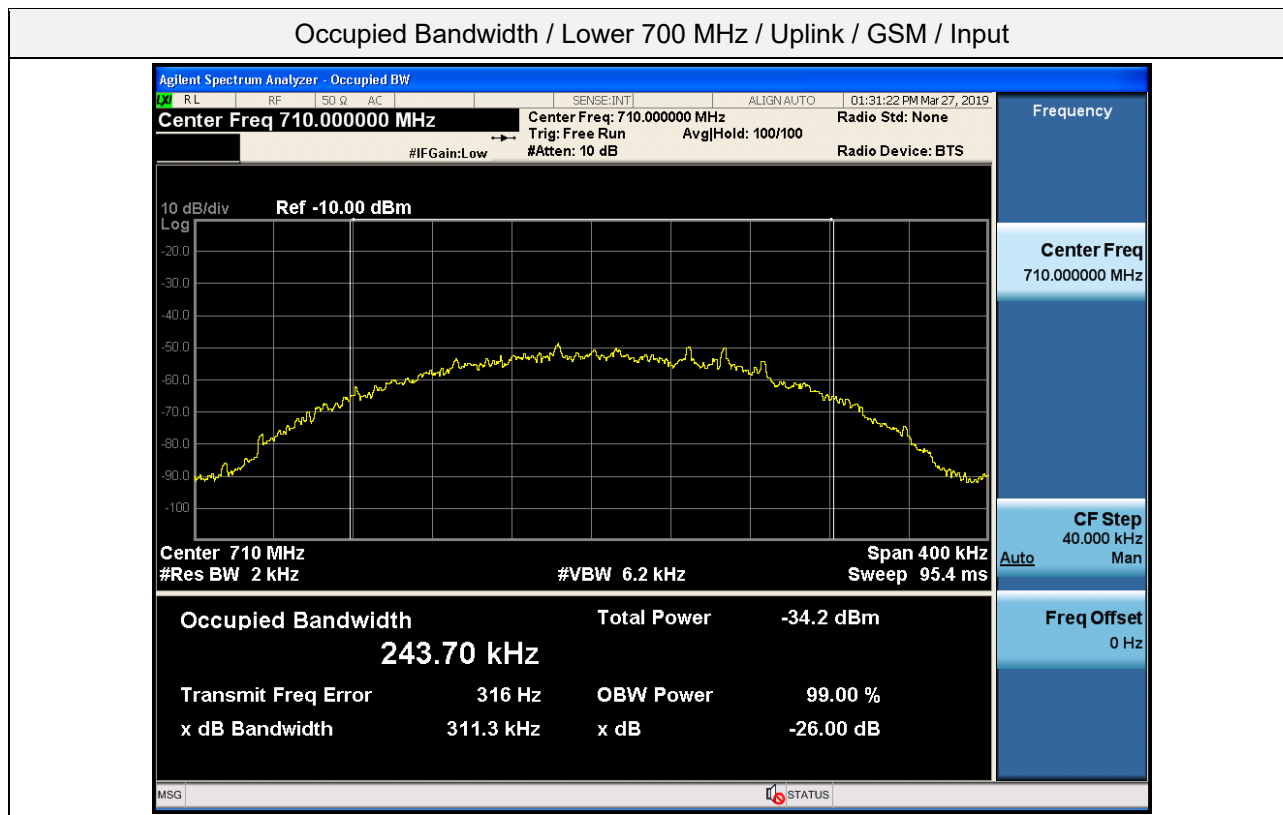 Occupied Bandwidth / Lower 700 MHz / Uplink / GSM / Input
Agilent Spectrum Analyzer - Occupied BW
LXI RL RF 50 Ω AC SENSE:INT ALIGN AUTO 01:31:22 PM Mar 27, 2019
Center Freq 710.000000 MHz
Center Freq: 710.000000 MHz
Radio Std: None
Trig: Free Run Avg|Hold: 100/100
#IFGain:Low #Atten: 10 dB Radio Device: BTS
Frequency
10 dB/div Ref -10.00 dBm
Log
-20.0
-30.0
-40.0
-50.0
-60.0
-70.0
-80.0
-90.0
-100
Center 710 MHz Span 400 kHz
#Res BW 2 kHz #VBW 6.2 kHz Sweep 95.4 ms
Occupied Bandwidth Total Power -34.2 dBm
243.70 kHz
Transmit Freq Error 316 Hz OBW Power 99.00 %
x dB Bandwidth 311.3 kHz x dB -26.00 dB
Center Freq
710.000000 MHz
CF Step
40.000 kHz
Auto Man
Freq Offset
0 Hz
MSG STATUS